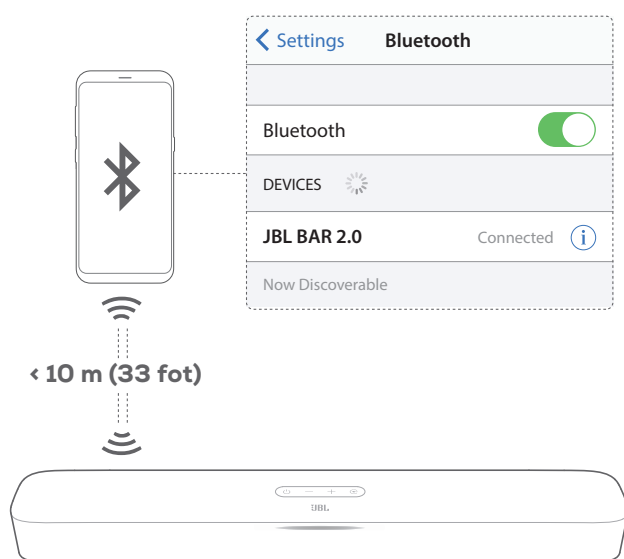 Settings Bluetooth
Bluetooth
DEVICES
JBL BAR 2.0 Connected i
Now Discoverable
< 10 m (33 fot)
JBL